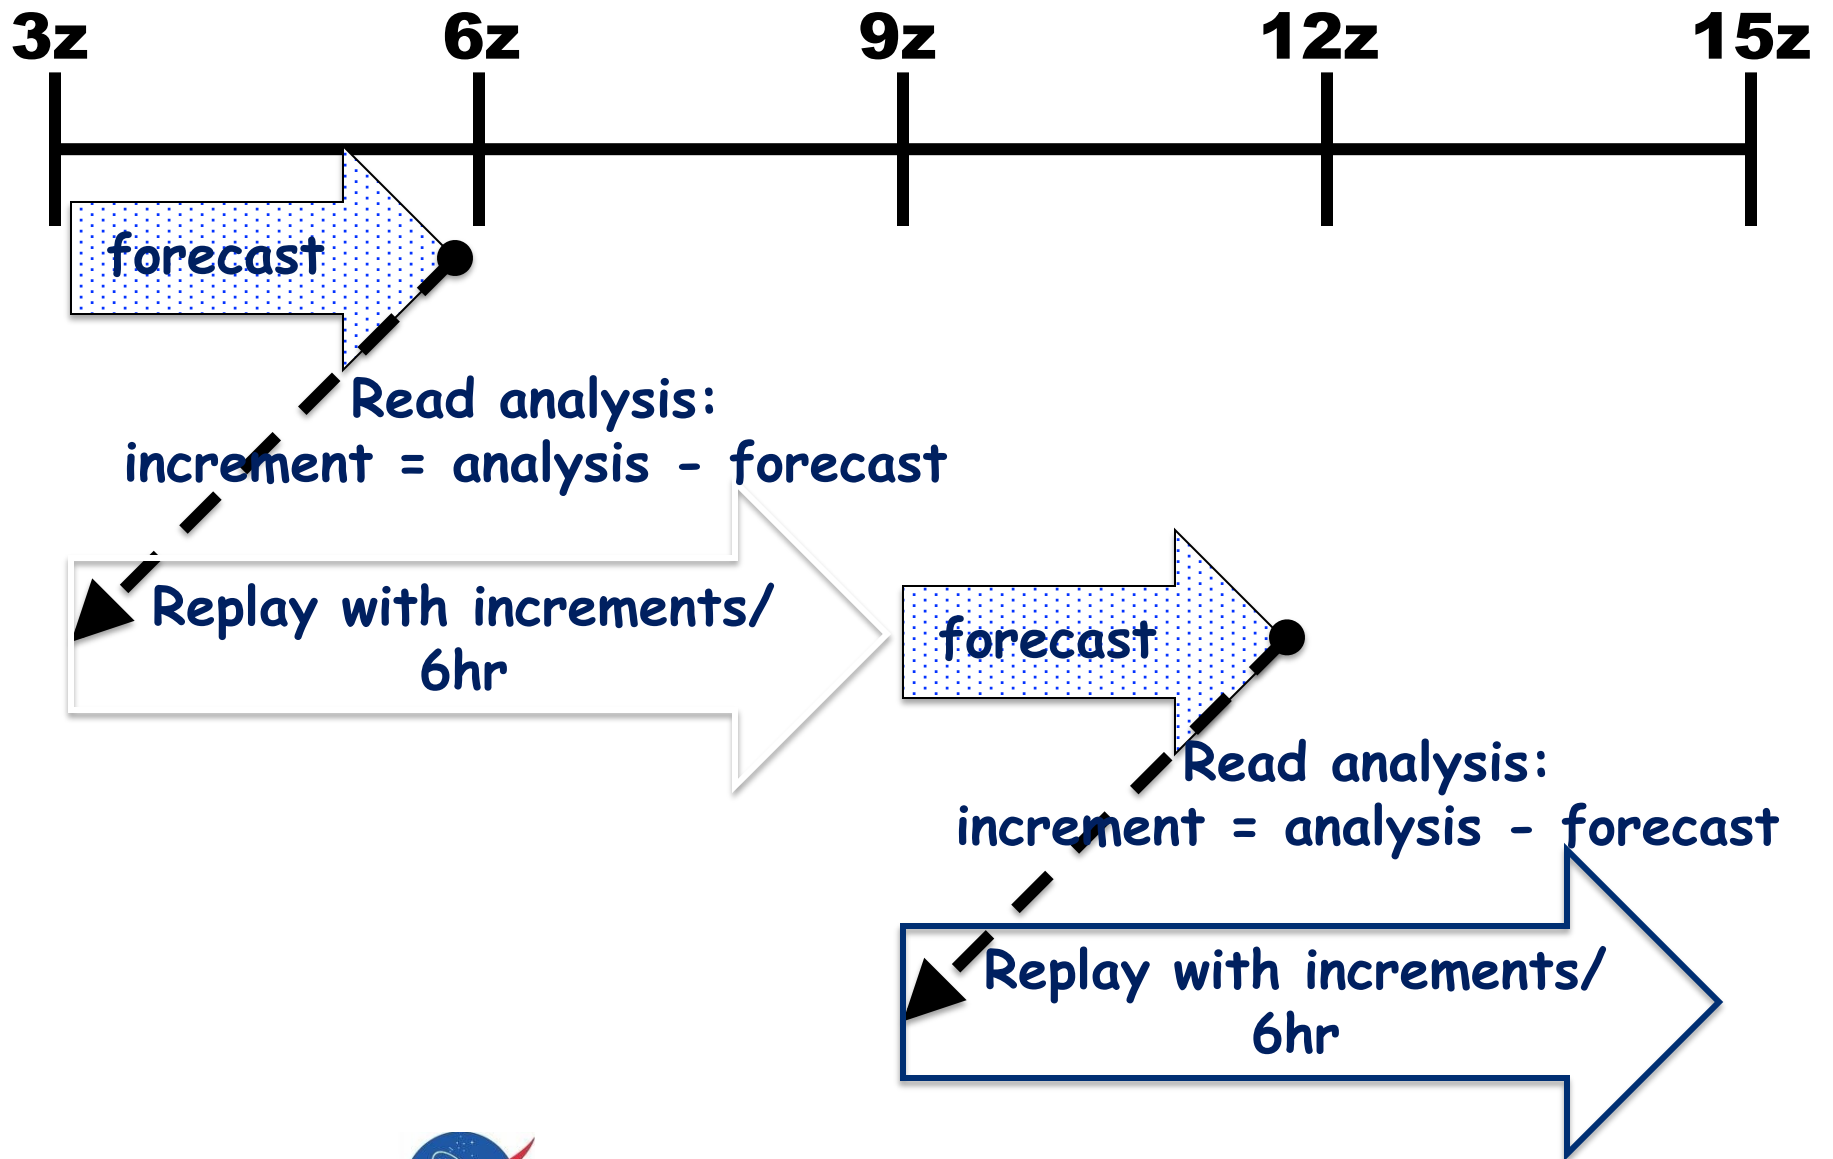 3z 6z 9z 12z 15z
forecast
Read analysis:
increment = analysis - forecast
Replay with increments/
6hr
forecast
Read analysis:
increment = analysis - forecast
Replay with increments/
6hr